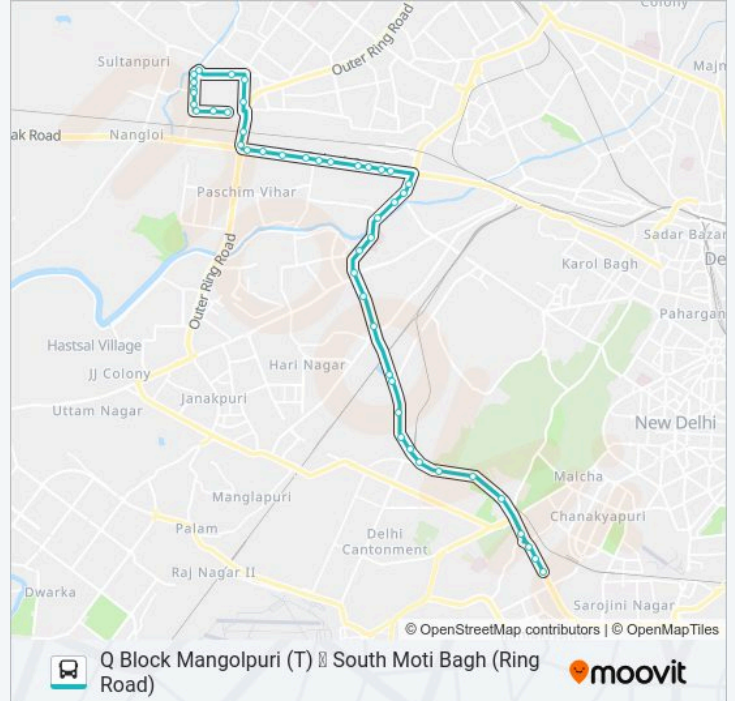 Colony
Outer Ring Road
Sultanpuri
Majn
ak Road
Nangloi
Paschim Vihar
Sadar Bazar
De
Karol Bagh
Outer Ring Road
Pahargan
Hastsal Village
JJ Colony
Hari Nagar
Janakpuri
Uttam Nagar
New Delhi
Malcha
Manglapuri
Chanakyapuri
Palam
Delhi
Cantonment
Raj Nagar II
Dwarka
Sarojini Nagar
© OpenStreetMap contributors | © OpenMapTiles
Q Block Mangolpuri (T) South Moti Bagh (Ring
Road)
moovit